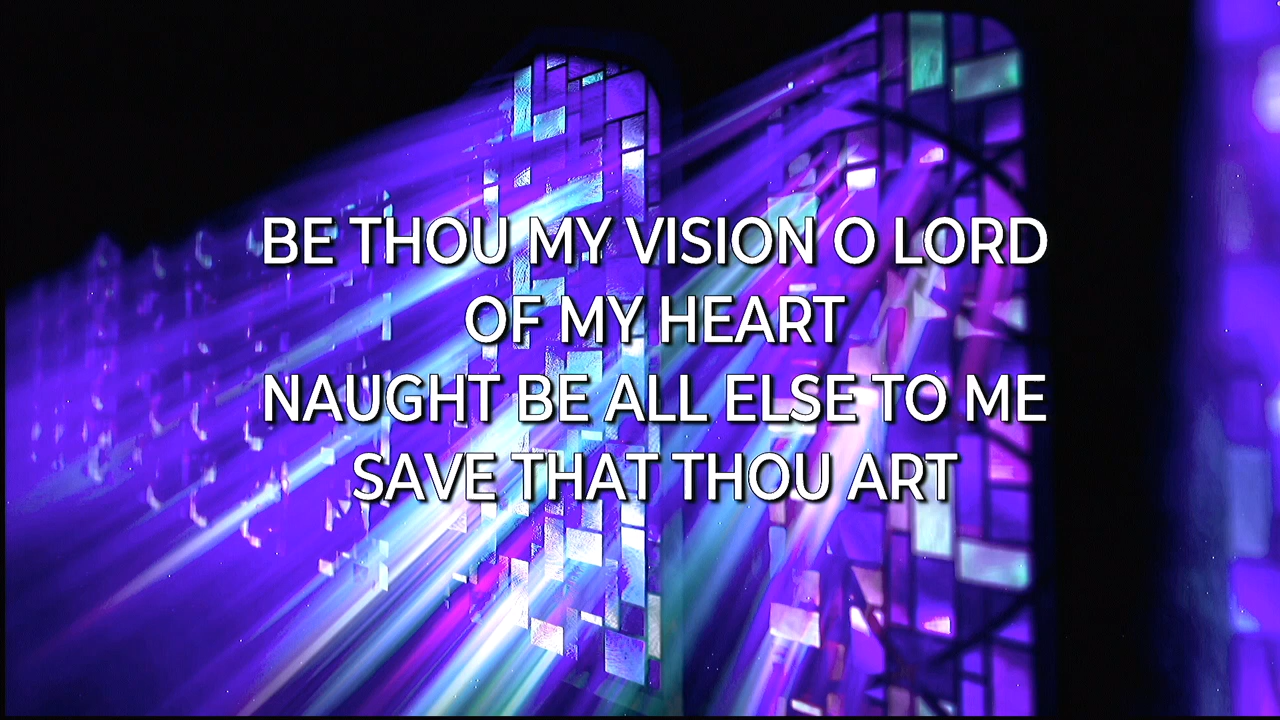 BE THOU MY VISION O LORD
OF MY HEART
NAUGHT BE ALL ELSE TO ME
SAVE THAT THOU ART